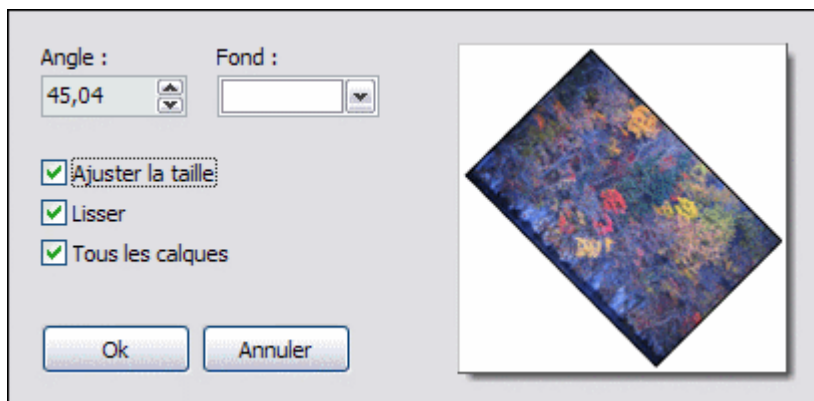 Angle :
Fond :
45,04
Ajuster la taille
Lisser
Tous les calques
Ok
Annuler